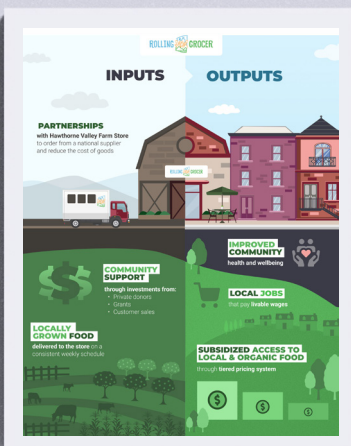 ROLLING GROCER
INPUTS
PARTNERSHIPS
with Hawthorne Valley Farm Store
to order from a national supplier
and reduce the cost of goods
ROLLING GROCER
COMMUNITY
SUPPORT
through investments from:
• Private donors
• Grants
• Customer sales
LOCALLY
GROWN FOOD
delivered to the store on a
consistent weekly schedule
OUTPUTS
IMPROVED
COMMUNITY
health and wellbeing
LOCAL JOBS
that pay livable wages
SUBSIDIZED ACCESS TO
LOCAL & ORGANIC FOOD
through tiered pricing system
$
$
$